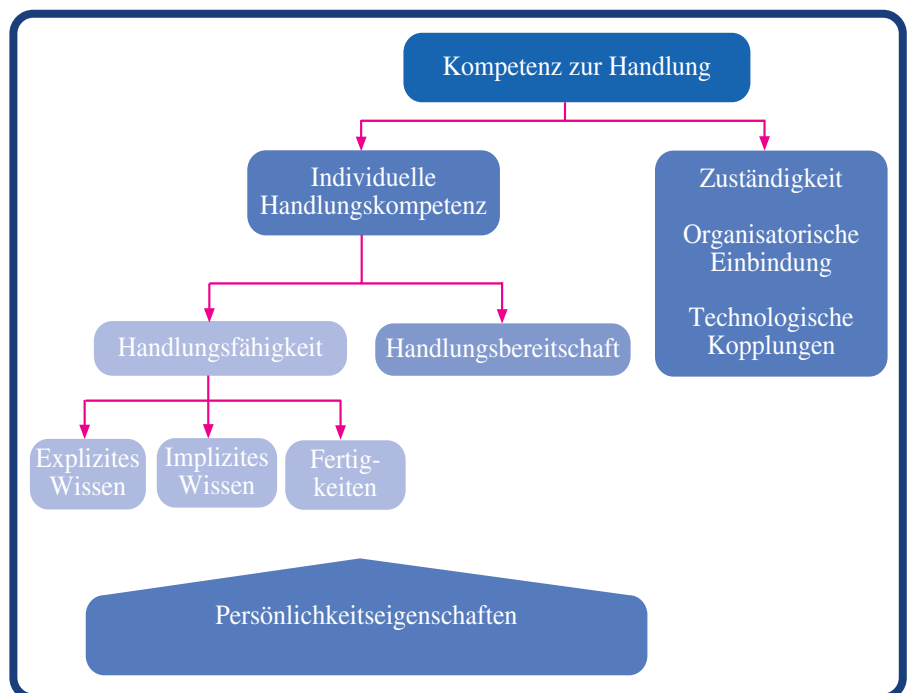 Kompetenz zur Handlung
Individuelle
Handlungskompetenz
Zuständigkeit
Organisatorische
Einbindung
Technologische
Kopplungen
Handlungsfähigkeit
Handlungsbereitschaft
Explizites
Wissen
Implizites
Wissen
Fertig-
keiten
Persönlichkeitseigenschaften